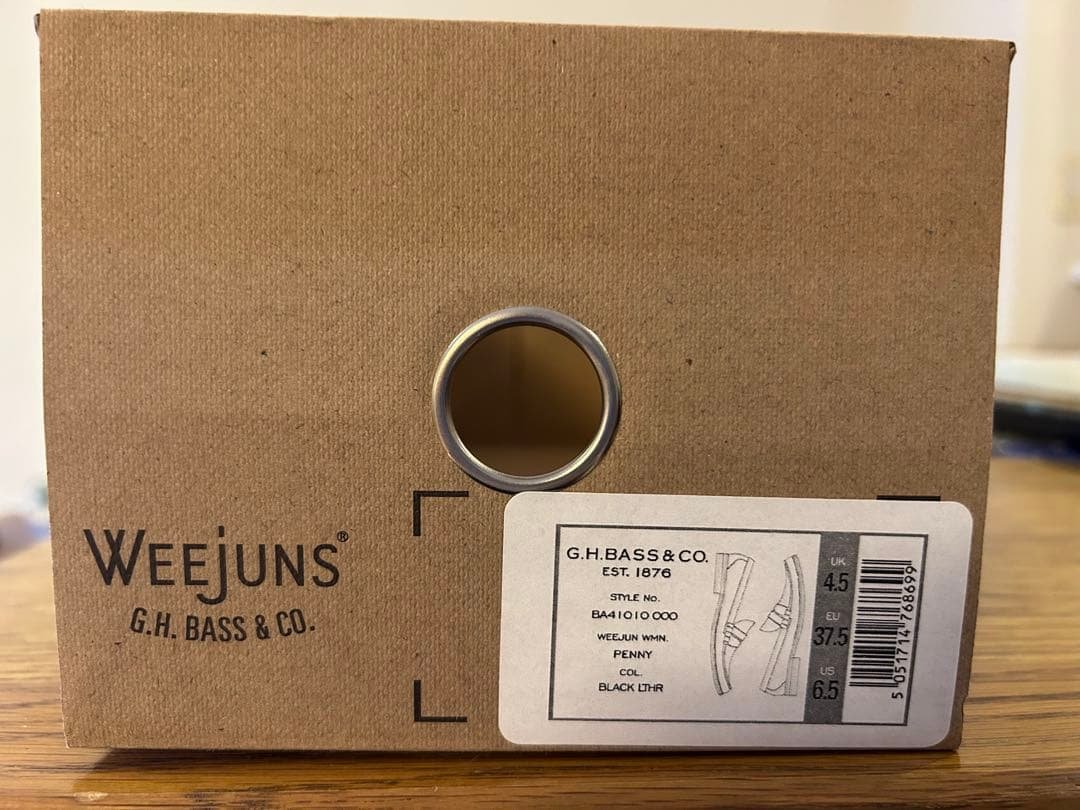 WEEJUNS®
G.H. BASS & CO.
G.H.BASS & CO.
EST. 1876
STYLE No.
BA41010 000
WEEJUN WMN.
PENNY
COL.
BLACK LTHR
UK
4.5
EU
37.5
US
6.5
5 051714 768699